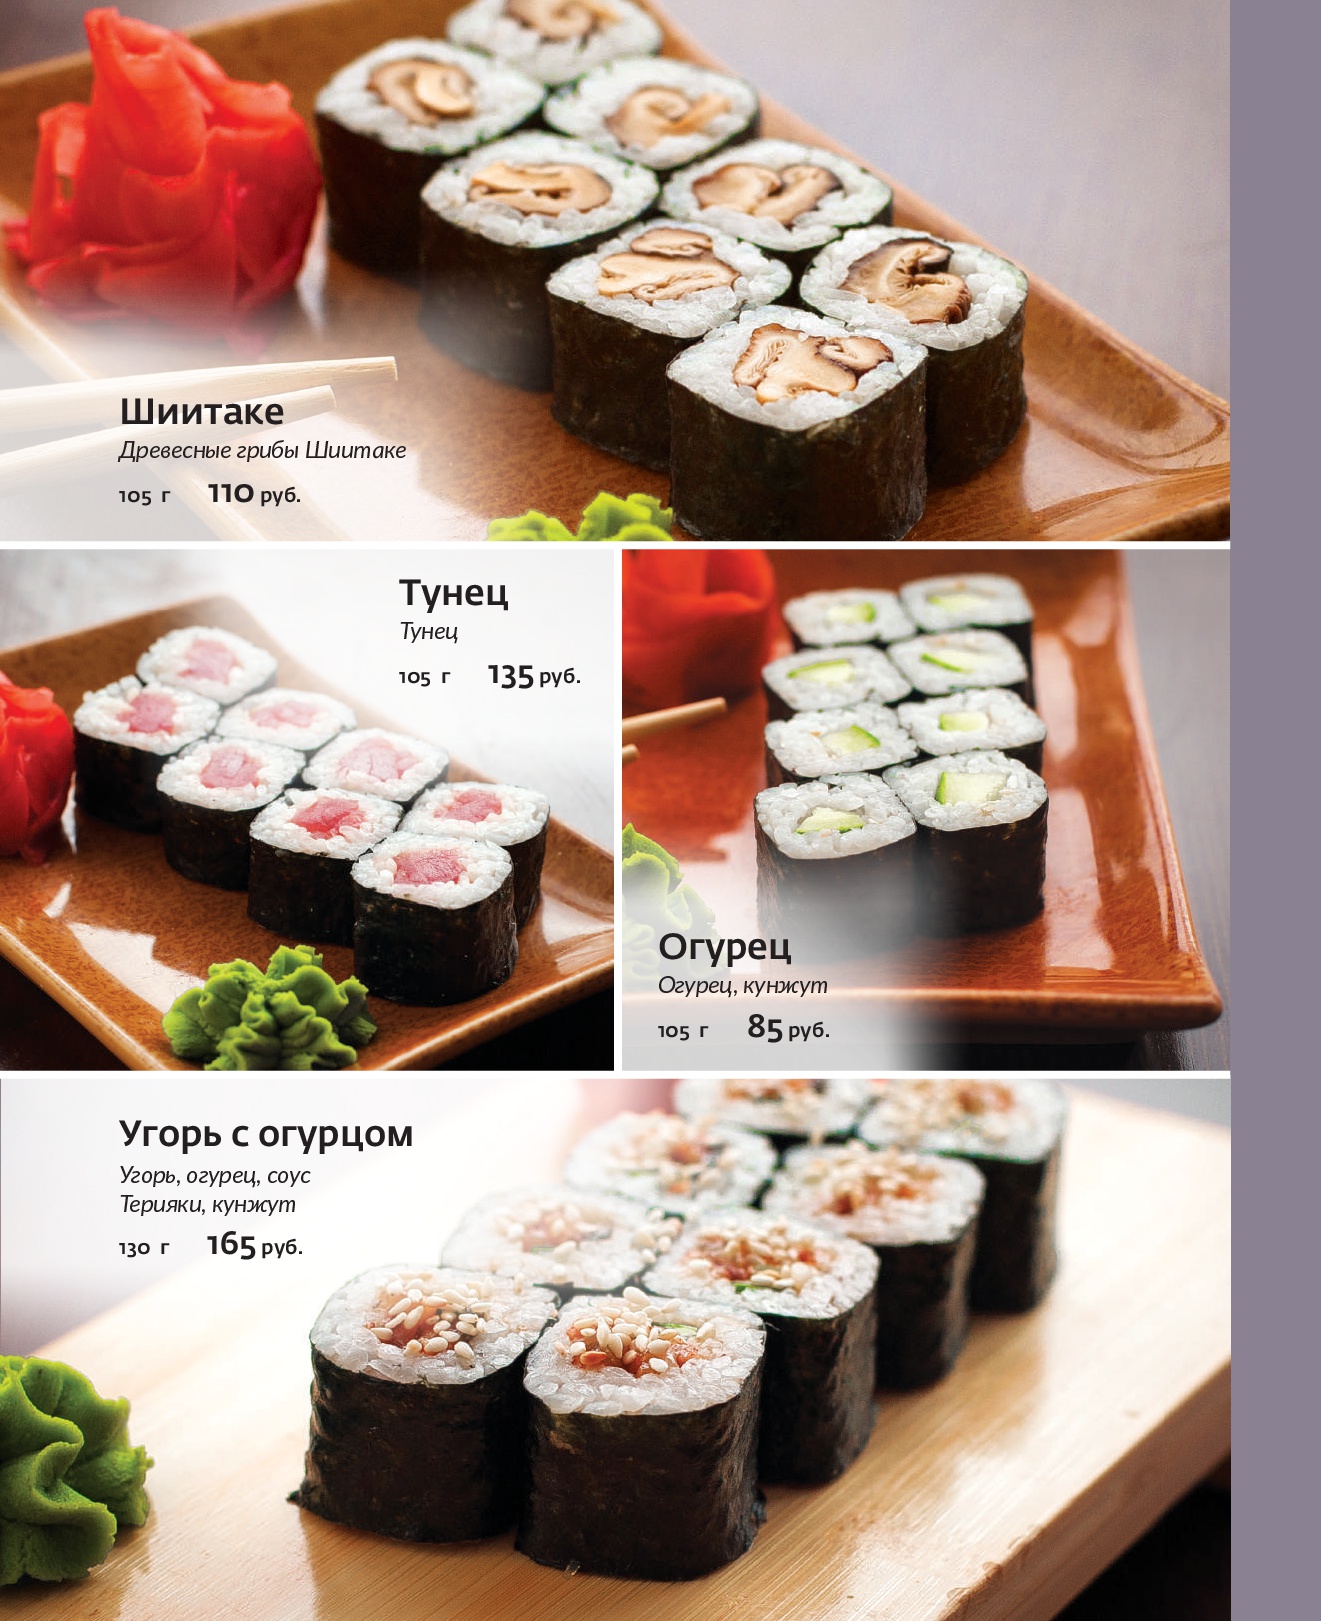 Шиитаке
Древесные грибы Шиитаке
105 г 110 руб.
Тунец
Тунец
105 г 135 руб.
Огурец
Огурец, кунжут
105 г 85 руб.
Угорь с огурцом
Угорь, огурец, соус
Терияки, кунжут
130 г 165 руб.